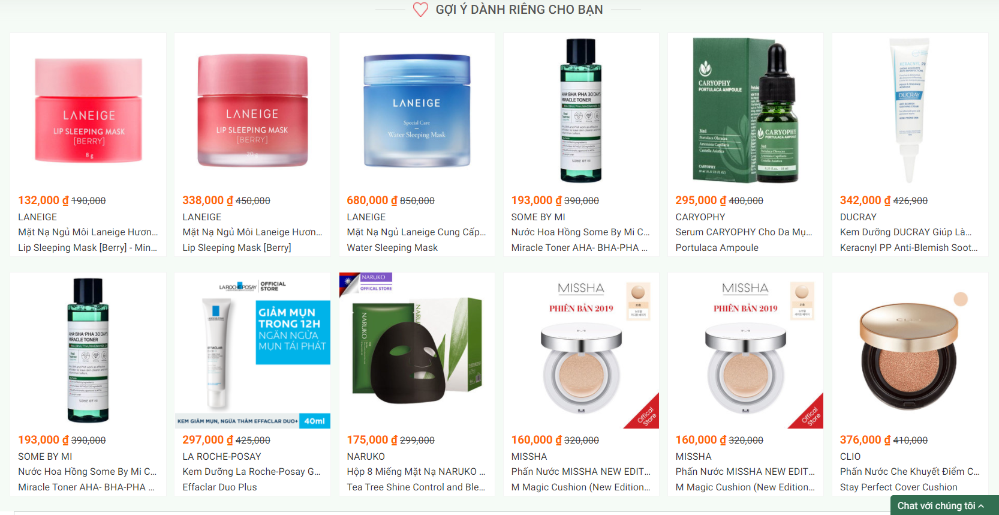 GỢI Ý DÀNH RIÊNG CHO BẠN
LANEIGE
LIP SLEEPING MASK
[BERRY]
8 g
132,000 ₫ 190,000
LANEIGE
Mặt Nạ Ngủ Môi Laneige Hươn...
Lip Sleeping Mask [Berry] - Min...
LANEIGE
LIP SLEEPING MASK
[BERRY]
20 g
338,000 ₫ 450,000
LANEIGE
Mặt Nạ Ngủ Môi Laneige Hươn...
Lip Sleeping Mask [Berry]
LANEIGE
Special Care
Water Sleeping Mask
680,000 ₫ 850,000
LANEIGE
Mặt Nạ Ngủ Laneige Cung Cấp...
Water Sleeping Mask
AHA·BHA·PHA 30 DAYS
MIRACLE TONER
SOME BY MI
193,000 ₫ 390,000
SOME BY MI
Nước Hoa Hồng Some By Mi C...
Miracle Toner AHA- BHA-PHA ...
CARYOPHY
PORTULACA AMPOULE
3in1
Portulaca Oleracea
Artemisia Capillaris
Centella Asiatica
CARYOPHY
CARYOPHY
PORTULACA AMPOULE
3in1
Portulaca Oleracea
Artemisia Capillaris
Centella Asiatica
295,000 ₫ 400,000
CARYOPHY
Serum CARYOPHY Cho Da Mụ...
Portulaca Ampoule
KERACNYL PP
DUCRAY
342,000 ₫ 426,900
DUCRAY
Kem Dưỡng DUCRAY Giúp Là...
Keracnyl PP Anti-Blemish Soot...
AHA·BHA·PHA 30 DAYS
MIRACLE TONER
SOME BY MI
193,000 ₫ 390,000
SOME BY MI
Nước Hoa Hồng Some By Mi C...
Miracle Toner AHA- BHA-PHA ...
LA ROCHE-POSAY
OFFICIAL
STORE
GIẢM MỤN
TRONG 12H
NGĂN NGỪA
MỤN TÁI PHÁT
EFFACLAR
KEM GIẢM MỤN, NGỪA THÂM EFFACLAR DUO+ 40ml
297,000 ₫ 425,000
LA ROCHE-POSAY
Kem Dưỡng La Roche-Posay G...
Effaclar Duo Plus
NARUKO
OFFICAL STORE
NARUKO
NARUKO
175,000 ₫ 299,000
NARUKO
Hộp 8 Miếng Mặt Nạ NARUKO ...
Tea Tree Shine Control and Ble...
MISSHA
PHIÊN BẢN 2019
Offical
Store
160,000 ₫ 320,000
MISSHA
Phấn Nước MISSHA NEW EDIT...
M Magic Cushion (New Edition...
MISSHA
PHIÊN BẢN 2019
Offical
Store
160,000 ₫ 320,000
MISSHA
Phấn Nước MISSHA NEW EDIT...
M Magic Cushion (New Edition...
CLIO
376,000 ₫ 410,000
CLIO
Phấn Nước Che Khuyết Điểm C...
Stay Perfect Cover Cushion
Chat với chúng tôi